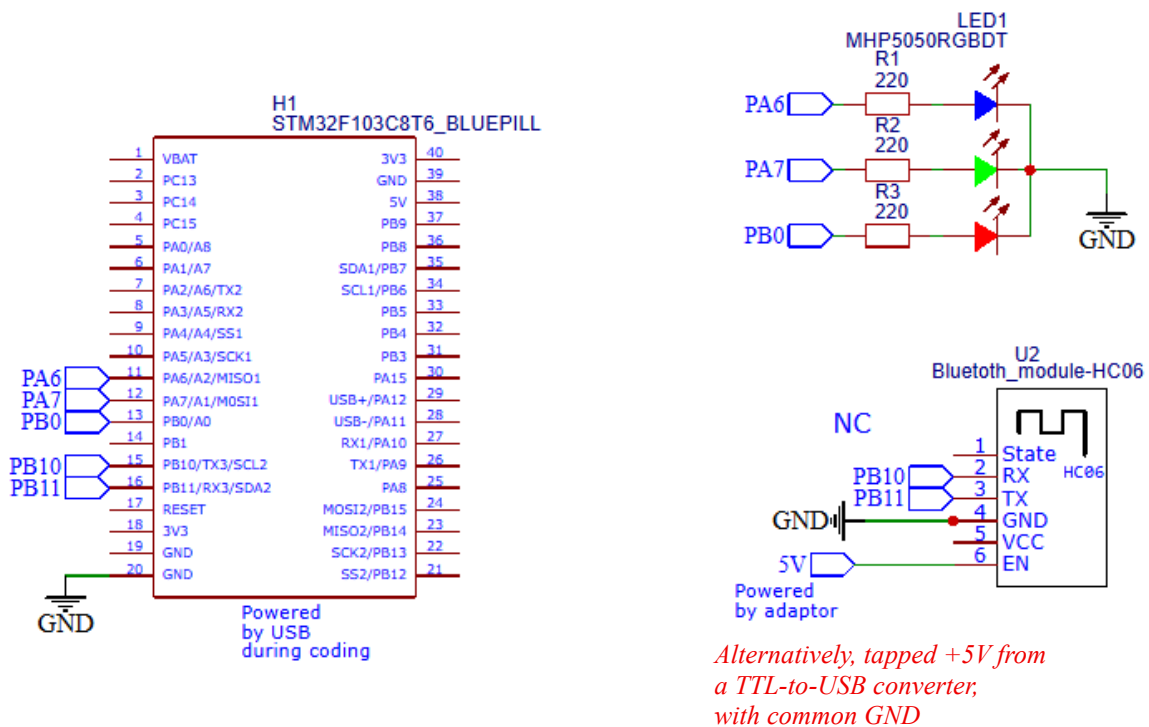 H1
STM32F103C8T6_BLUEPILL
1 VBAT
2 PC13
3 PC14
4 PC15
5 PA0/A8
6 PA1/A7
7 PA2/A6/TX2
8 PA3/A5/RX2
9 PA4/A4/SS1
10 PA5/A3/SCK1
PA6 11 PA6/A2/MISO1
PA7 12 PA7/A1/M0SI1
PB0 13 PB0/A0
14 PB1
PB10 15 PB10/TX3/SCL2
PB11 16 PB11/RX3/SDA2
17 RESET
18 3V3
19 GND
20 GND
GND
3V3 40
GND 39
5V 38
PB9 37
PB8 36
SDA1/PB7 35
SCL1/PB6 34
PB5 33
PB4 32
PB3 31
PA15 30
USB+/PA12 29
USB-/PA11 28
RX1/PA10 27
TX1/PA9 26
PA8 25
MOSI2/PB15 24
MISO2/PB14 23
SCK2/PB13 22
SS2/PB12 21
Powered
by USB
during coding
LED1
MHP5050RGBDT
R1
220
PA6
R2
220
PA7
R3
220
PB0
GND
U2
Bluetoth_module-HC06
NC
1 State
PB10 2 RX
HC06
PB11 3 TX
GND 4 GND
5 VCC
5V 6 EN
Powered
by adaptor
Alternatively, tapped +5V from
a TTL-to-USB converter,
with common GND